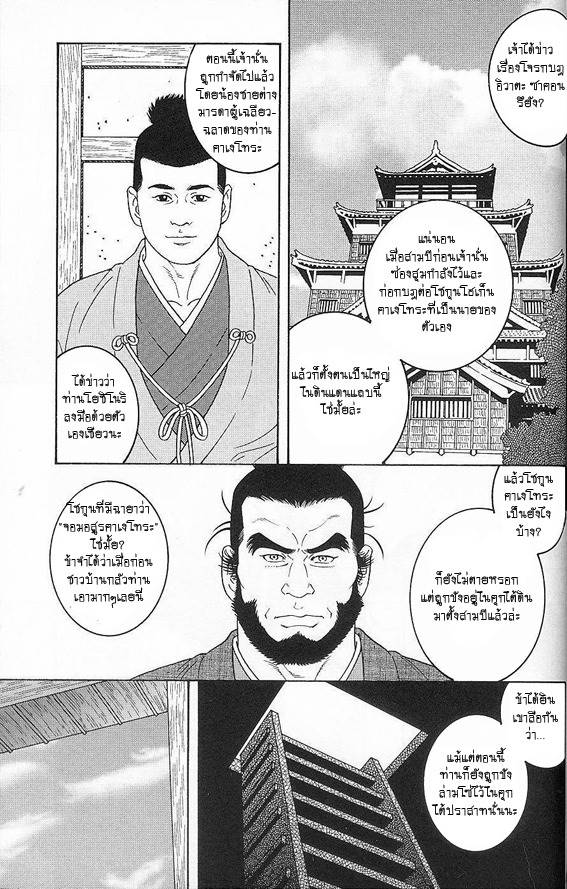 เจ้าได้ข่าว
เรื่องโจรกบฎ
อิวาตะ ซาคอน
รึยัง?
แน่นอน
เมื่อสามปีก่อนเจ้านั่น
ซ่องสุมกำลังไว้และ
ก่อกบฎต่อโชกูนโชเก็น
คาเงโทระที่เป็นนายของ
ตัวเอง
แล้วก็ตั้งตนเป็นใหญ่
ในดินแดนแถบนี้
ใช่มั้ยล่ะ
ตอนนี้เจ้านั่น
ถูกกำจัดไปแล้ว
โดยน้องชายต่าง
มารดาผู้เฉลียว-
ฉลาดของท่าน
คาเงโทระ
ได้ข่าวว่า
ท่านโยชิโนริ
ลงมือด้วยตัว
เองเชียวนะ
แล้วโชกูน
คาเงโทระ
เป็นยังไง
บ้าง?
ก็ยังไม่ตายหรอก
แต่ถูกขังอยู่ในคุกใต้ดิน
มาตั้งสามปีแล้วล่ะ
โชกูนที่มีฉายาว่า
"จอมอสูรคาเงโทระ"
ใช่มั้ย?
ข้าจำได้ว่าเมื่อก่อน
ชาวบ้านกลัวท่าน
เอามากๆเลยนี่
ข้าได้ยิน
เขาลือกัน
ว่า...
แม้แต่ตอนนี้
ท่านก็ยังถูกขัง
ล่ามโซ่ไว้ในคุก
ใต้ปราสาทนั่นนะ